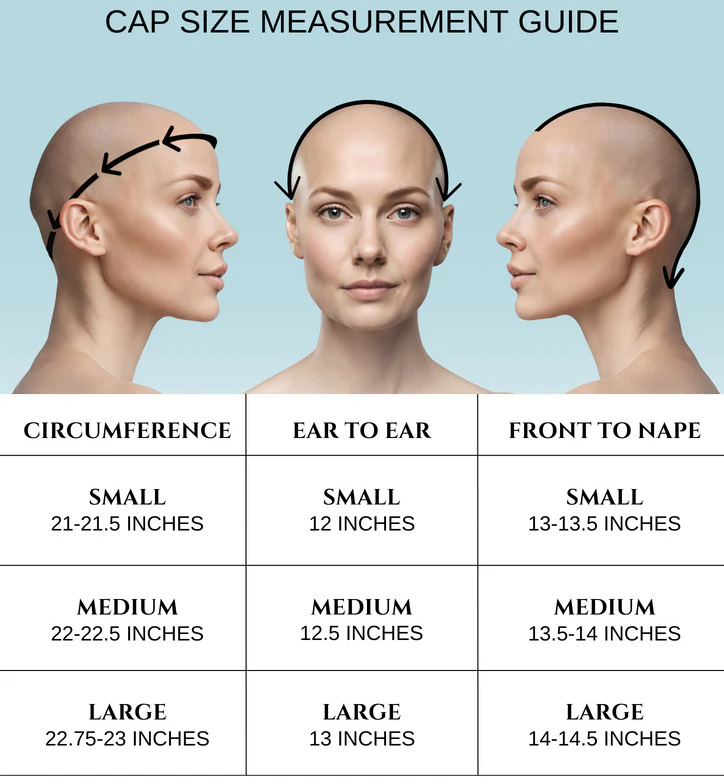 CAP SIZE MEASUREMENT GUIDE
CIRCUMFERENCE
EAR TO EAR
FRONT TO NAPE
SMALL
21-21.5 INCHES
SMALL
12 INCHES
SMALL
13-13.5 INCHES
MEDIUM
22-22.5 INCHES
MEDIUM
12.5 INCHES
MEDIUM
13.5-14 INCHES
LARGE
22.75-23 INCHES
LARGE
13 INCHES
LARGE
14-14.5 INCHES